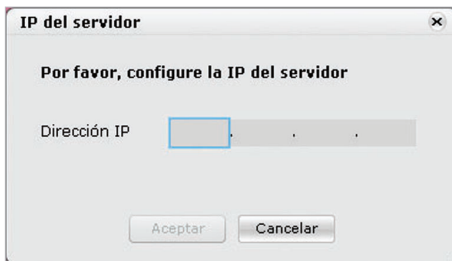 IP del servidor
Por favor, configure la IP del servidor
Dirección IP . . .
Aceptar Cancelar